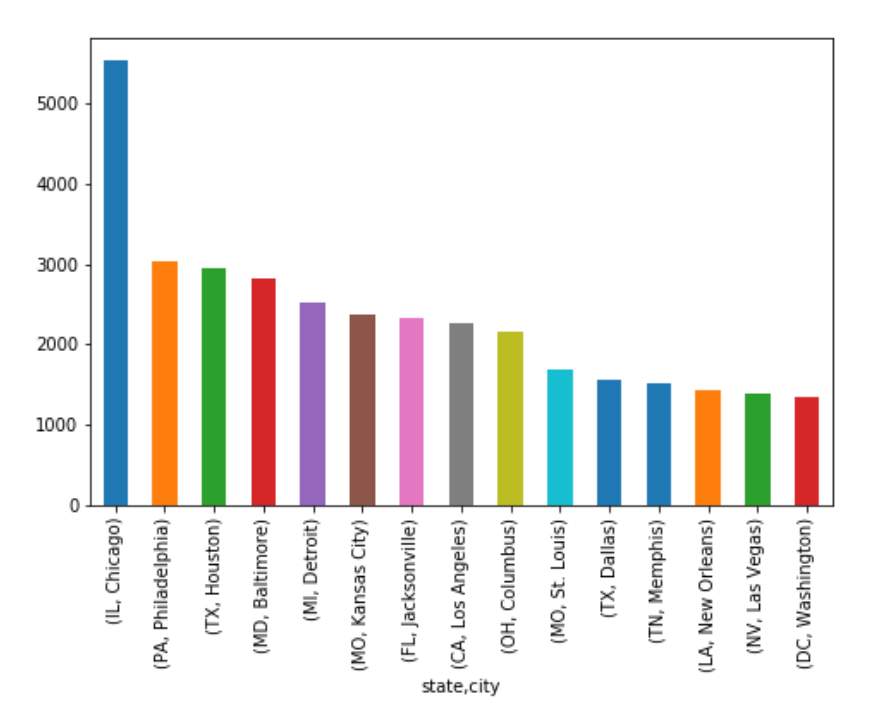 5000
4000
3000
2000
1000
0
(IL, Chicago)
(PA, Philadelphia)
(TX, Houston)
(MD, Baltimore)
(MI, Detroit)
(MO, Kansas City)
(FL, Jacksonville)
(CA, Los Angeles)
(OH, Columbus)
(MO, St. Louis)
(TX, Dallas)
(TN, Memphis)
(LA, New Orleans)
(NV, Las Vegas)
(DC, Washington)
state,city